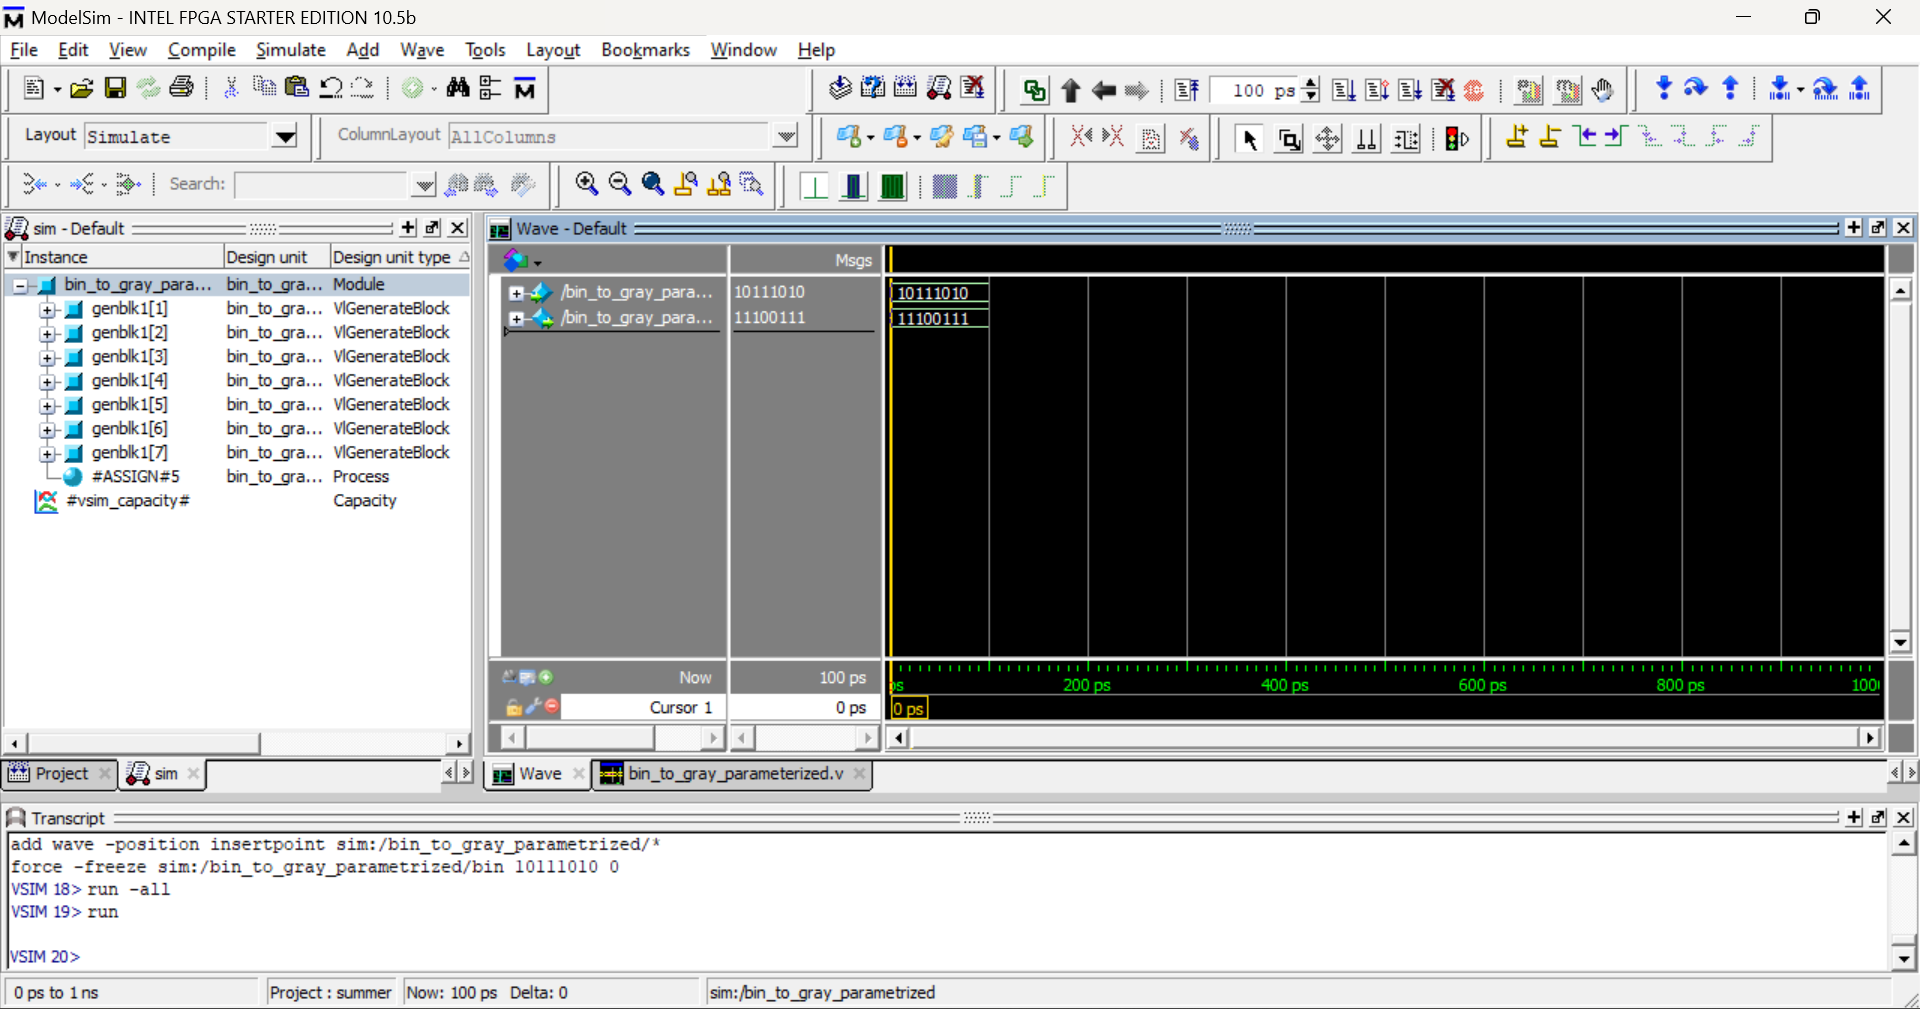 ModelSim - INTEL FPGA STARTER EDITION 10.5b
File Edit View Compile Simulate Add Wave Tools Layout Bookmarks Window Help
100 ps
Layout Simulate
ColumnLayout AllColumns
Search:
sim - Default
Instance Design unit Design unit type
bin_to_gray_para... bin_to_gra... Module
genblk1[1] bin_to_gra... VlGenerateBlock
genblk1[2] bin_to_gra... VlGenerateBlock
genblk1[3] bin_to_gra... VlGenerateBlock
genblk1[4] bin_to_gra... VlGenerateBlock
genblk1[5] bin_to_gra... VlGenerateBlock
genblk1[6] bin_to_gra... VlGenerateBlock
genblk1[7] bin_to_gra... VlGenerateBlock
#ASSIGN#5 bin_to_gra... Process
#vsim_capacity# Capacity
Project sim
Wave - Default
Msgs
/bin_to_gray_para... 10111010 10111010
/bin_to_gray_para... 11100111 11100111
Now 100 ps
ps 200 ps 400 ps 600 ps 800 ps 100
Cursor 1 0 ps 0 ps
Wave bin_to_gray_parameterized.v
Transcript
add wave -position insertpoint sim:/bin_to_gray_parametrized/*
force -freeze sim:/bin_to_gray_parametrized/bin 10111010 0
VSIM 18> run -all
VSIM 19> run
VSIM 20>
0 ps to 1 ns Project : summer Now: 100 ps Delta: 0 sim:/bin_to_gray_parametrized